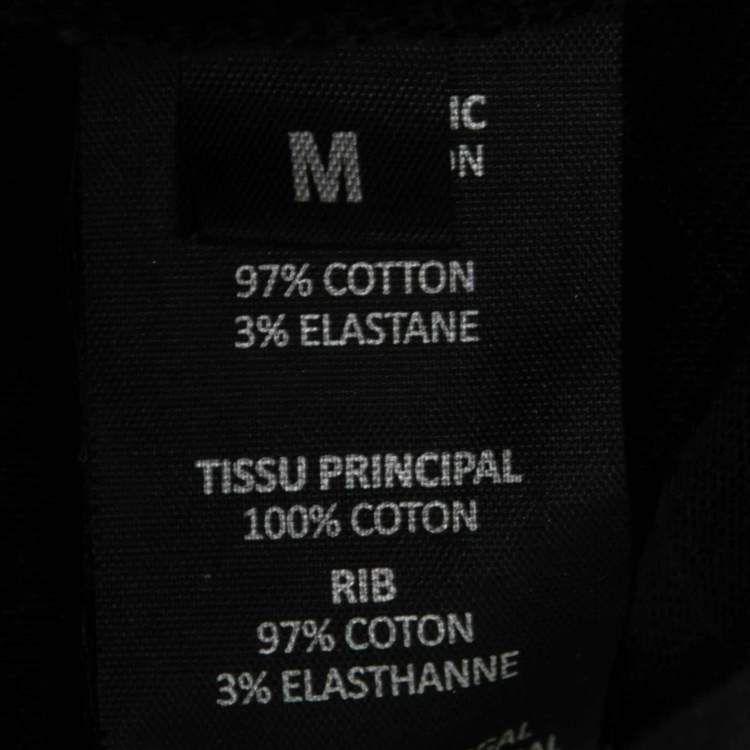 M
IC
N
97% COTTON
3% ELASTANE
TISSU PRINCIPAL
100% COTON
RIB
97% COTON
3% ELASTHANNE